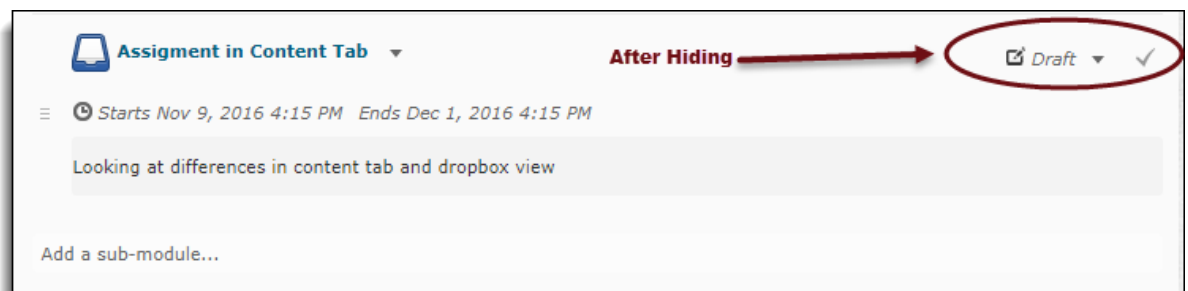 Assigment in Content Tab
After Hiding
Draft
Starts Nov 9, 2016 4:15 PM Ends Dec 1, 2016 4:15 PM
Looking at differences in content tab and dropbox view
Add a sub-module...